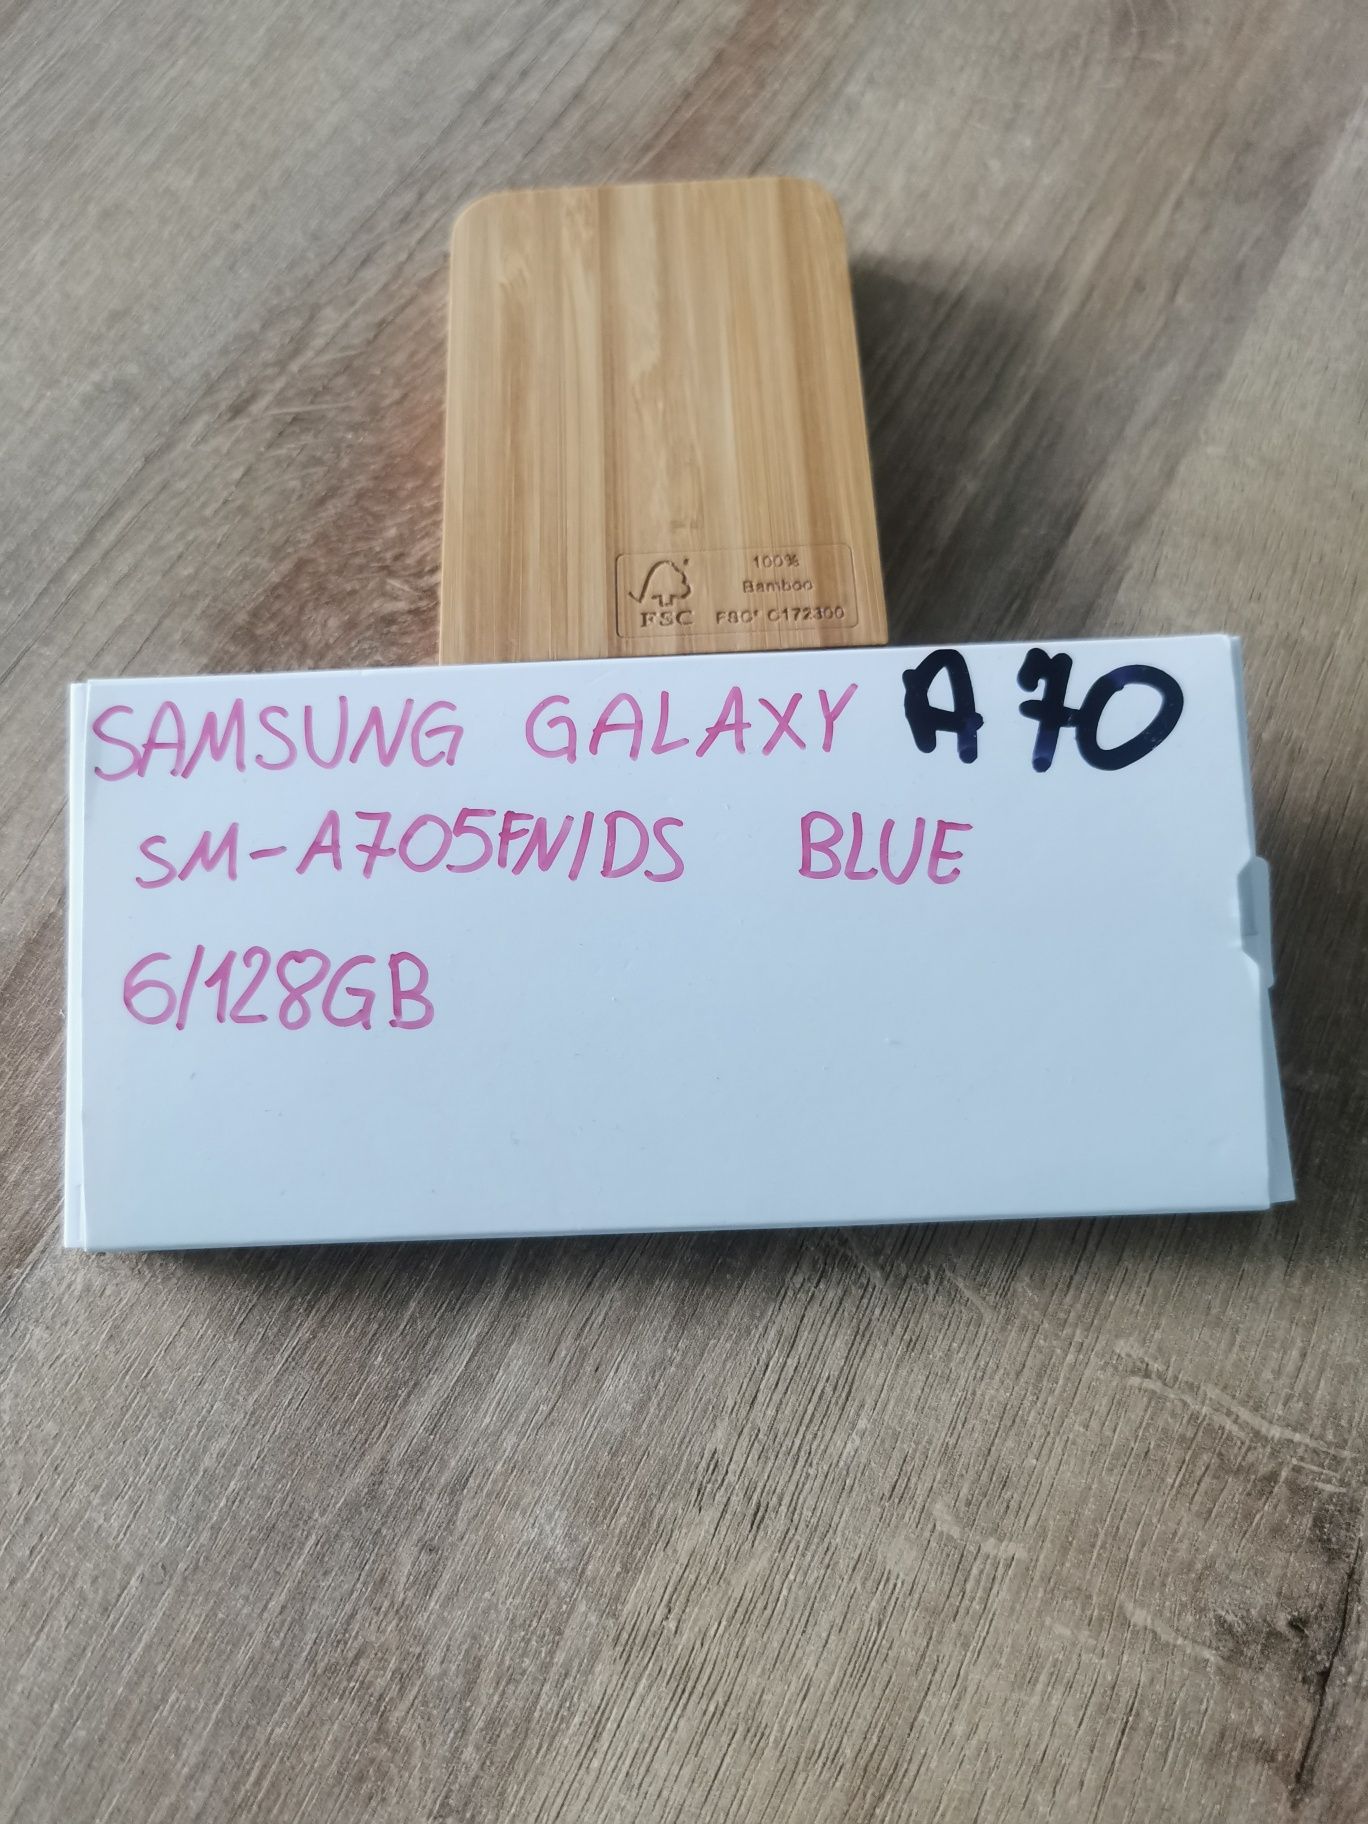 100%
Bamboo
FSC FSC® C172300
SAMSUNG GALAXY A70
SM-A705FN/DS BLUE
6/128GB